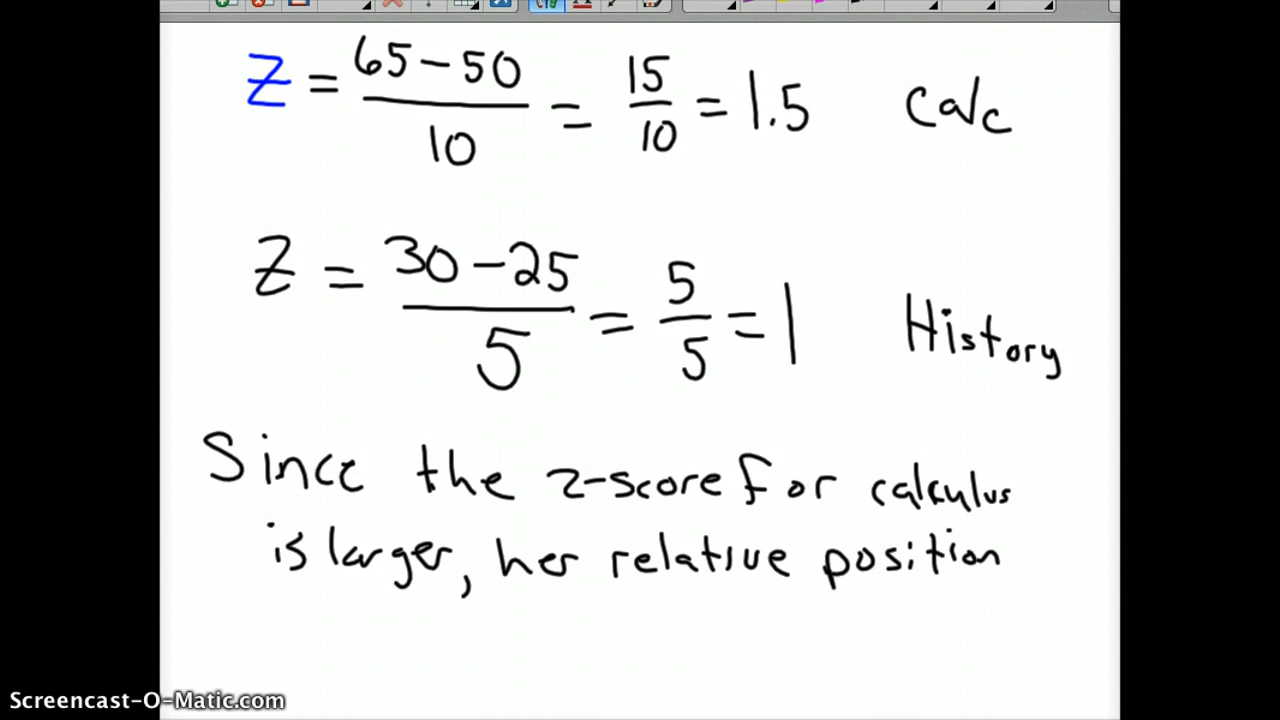 Z = 65 - 50 / 10 = 15 / 10 = 1.5 Calc
Z = 30 - 25 / 5 = 5 / 5 = 1 History
Since the z-score for calculus
is larger, her relative position
Screencast-O-Matic.com